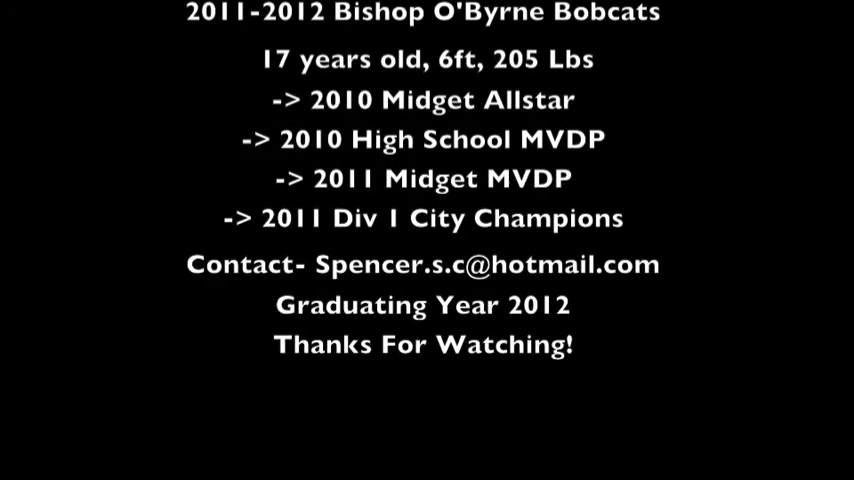 2011-2012 Bishop O'Byrne Bobcats
17 years old, 6ft, 205 Lbs
-> 2010 Midget Allstar
-> 2010 High School MVDP
-> 2011 Midget MVDP
-> 2011 Div 1 City Champions
Contact- Spencer.s.c@hotmail.com
Graduating Year 2012
Thanks For Watching!